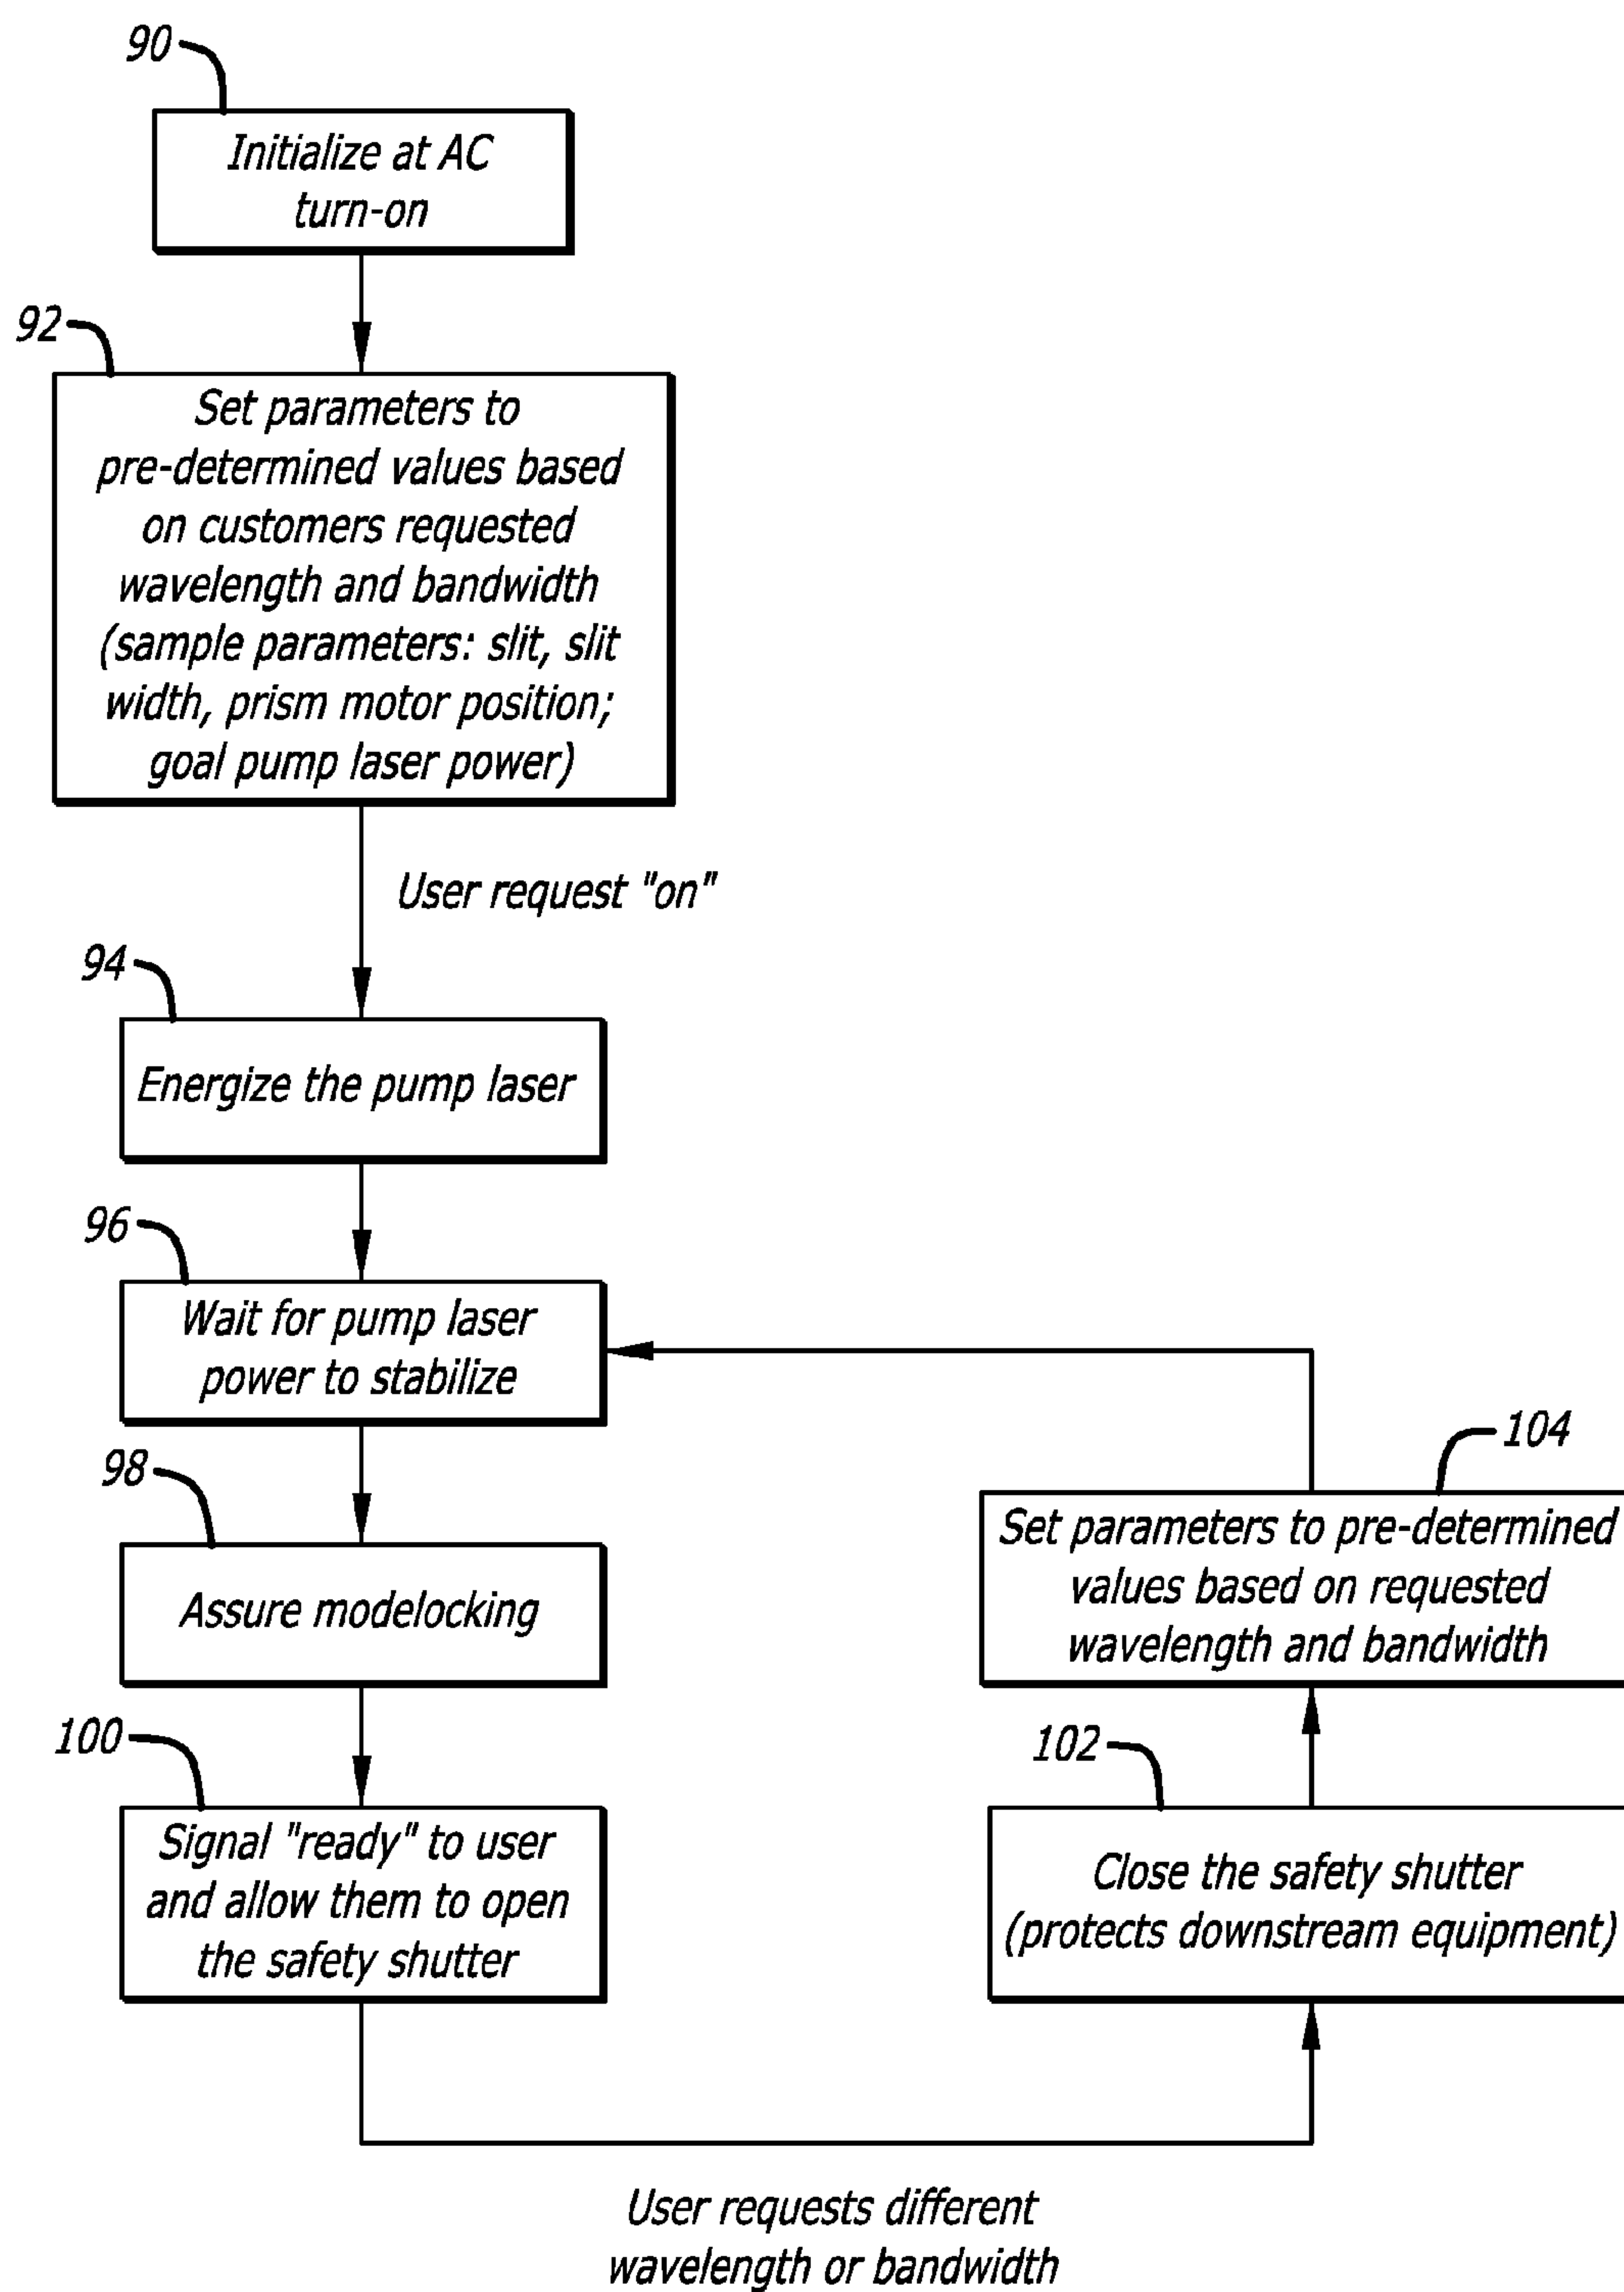 90
Initialize at AC
turn-on
92
Set parameters to
pre-determined values based
on customers requested
wavelength and bandwidth
(sample parameters: slit, slit
width, prism motor position;
goal pump laser power)
User request "on"
94
Energize the pump laser
96
Wait for pump laser
power to stabilize
98
Assure modelocking
100
Signal "ready" to user
and allow them to open
the safety shutter
104
Set parameters to pre-determined
values based on requested
wavelength and bandwidth
102
Close the safety shutter
(protects downstream equipment)
User requests different
wavelength or bandwidth